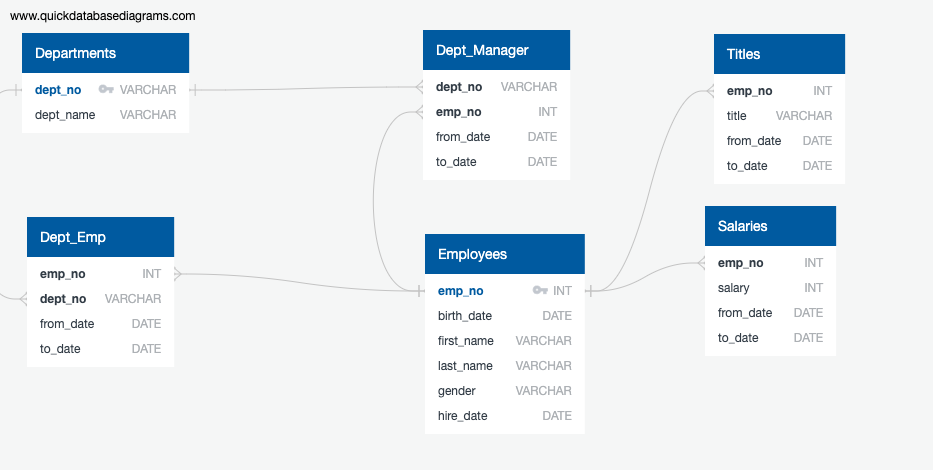 www.quickdatabasediagrams.com
Departments
dept_no VARCHAR
dept_name VARCHAR
Dept_Manager
dept_no VARCHAR
emp_no INT
from_date DATE
to_date DATE
Titles
emp_no INT
title VARCHAR
from_date DATE
to_date DATE
Dept_Emp
emp_no INT
dept_no VARCHAR
from_date DATE
to_date DATE
Employees
emp_no INT
birth_date DATE
first_name VARCHAR
last_name VARCHAR
gender VARCHAR
hire_date DATE
Salaries
emp_no INT
salary INT
from_date DATE
to_date DATE